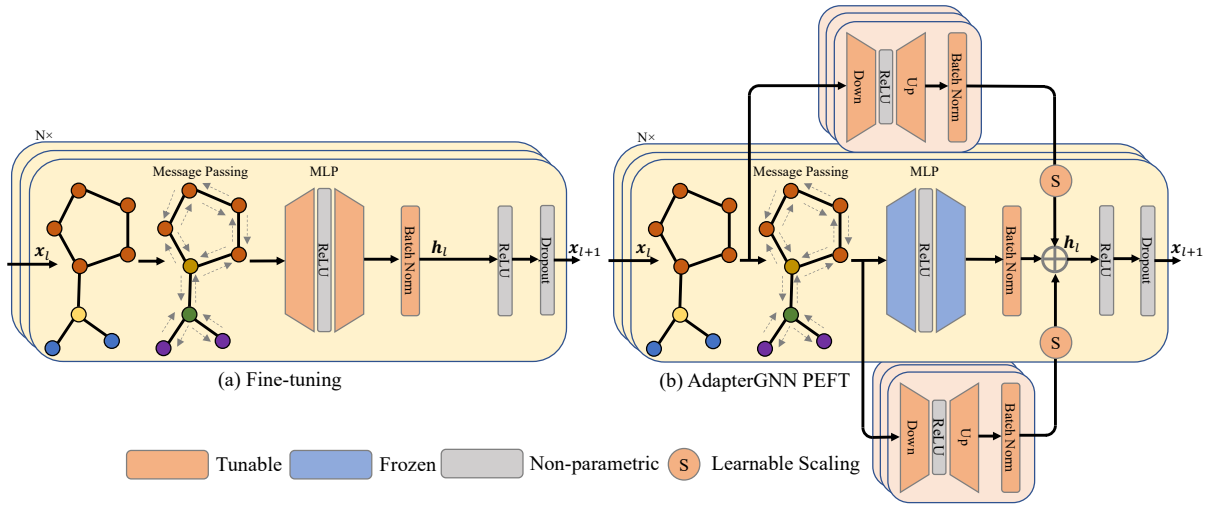 N×
Message Passing
MLP
x_l
ReLU
Batch Norm
h_l
ReLU
Dropout
x_{l+1}
(a) Fine-tuning
Down
ReLU
Up
Batch Norm
N×
Message Passing
MLP
S
x_l
ReLU
Batch Norm
h_l
ReLU
Dropout
x_{l+1}
S
(b) AdapterGNN PEFT
Down
ReLU
Up
Batch Norm
Tunable
Frozen
Non-parametric
S
Learnable Scaling